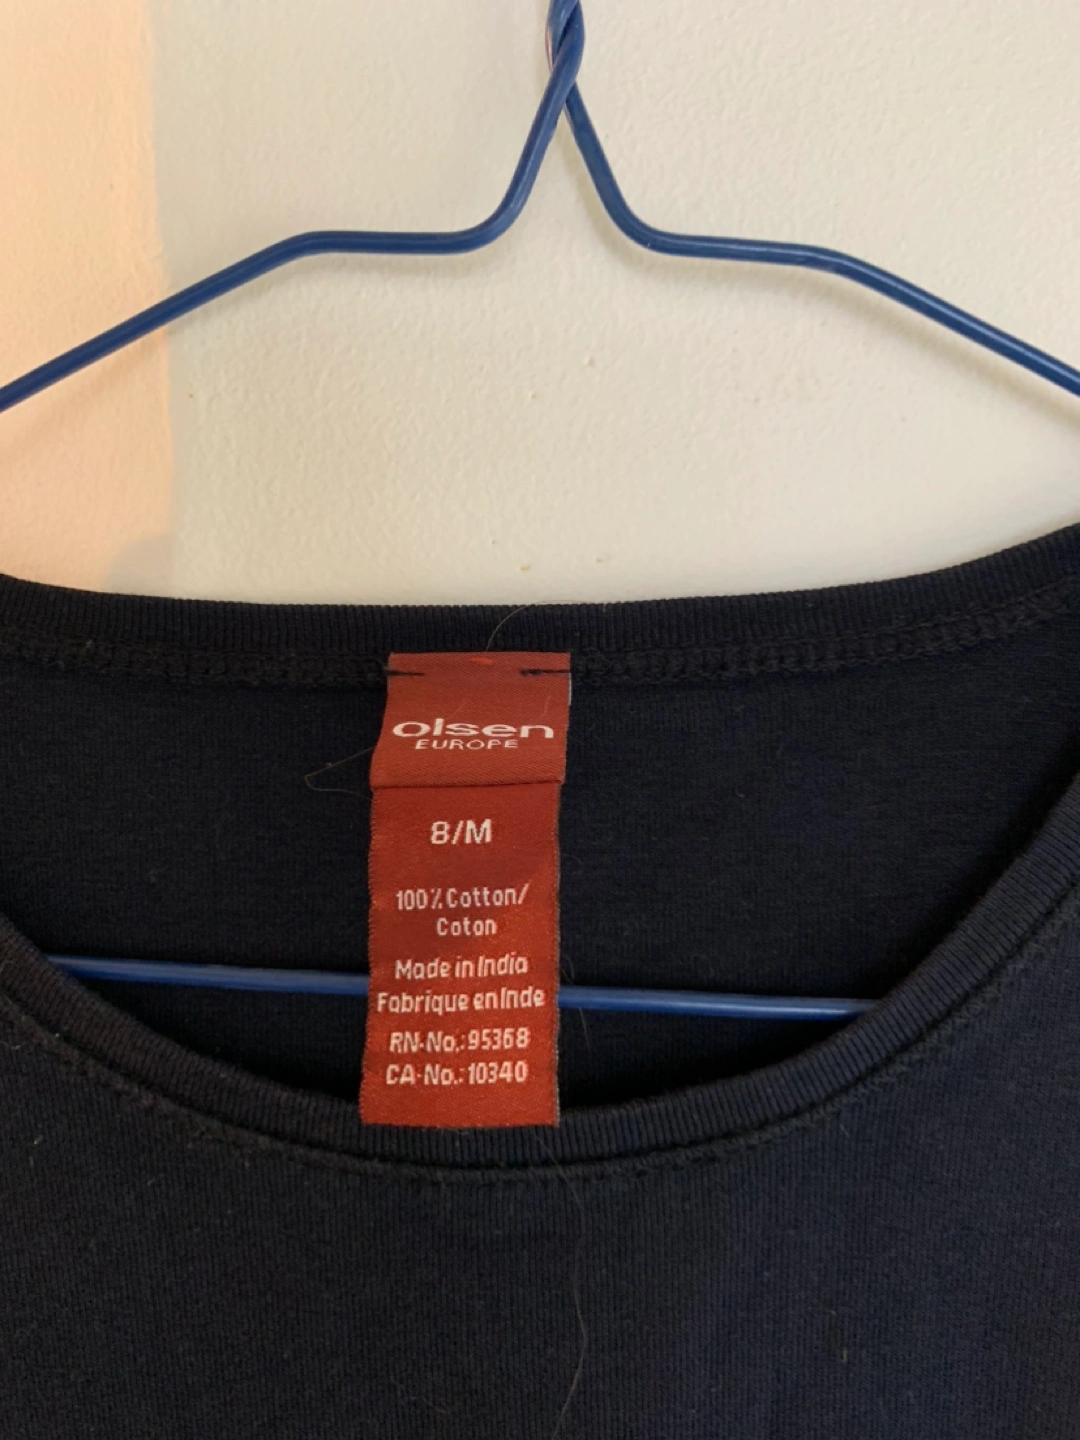 olsen
EUROPE
8/M
100% Cotton/
Coton
Made in India
Fabrique en Inde
RN-No.: 95368
CA-No.: 10340